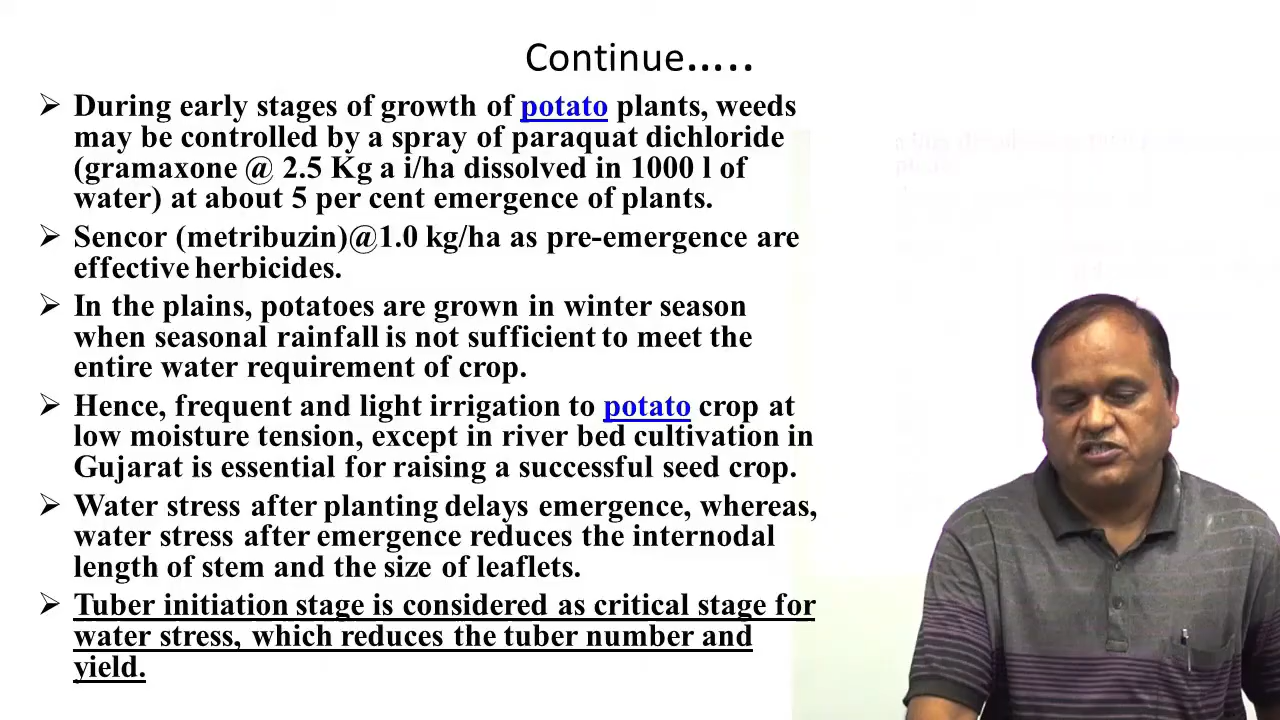 Continue.....
➢ During early stages of growth of potato plants, weeds
may be controlled by a spray of paraquat dichloride
(gramaxone @ 2.5 Kg a i/ha dissolved in 1000 l of
water) at about 5 per cent emergence of plants.
➢ Sencor (metribuzin)@1.0 kg/ha as pre-emergence are
effective herbicides.
➢ In the plains, potatoes are grown in winter season
when seasonal rainfall is not sufficient to meet the
entire water requirement of crop.
➢ Hence, frequent and light irrigation to potato crop at
low moisture tension, except in river bed cultivation in
Gujarat is essential for raising a successful seed crop.
➢ Water stress after planting delays emergence, whereas,
water stress after emergence reduces the internodal
length of stem and the size of leaflets.
➢ Tuber initiation stage is considered as critical stage for
water stress, which reduces the tuber number and
yield.